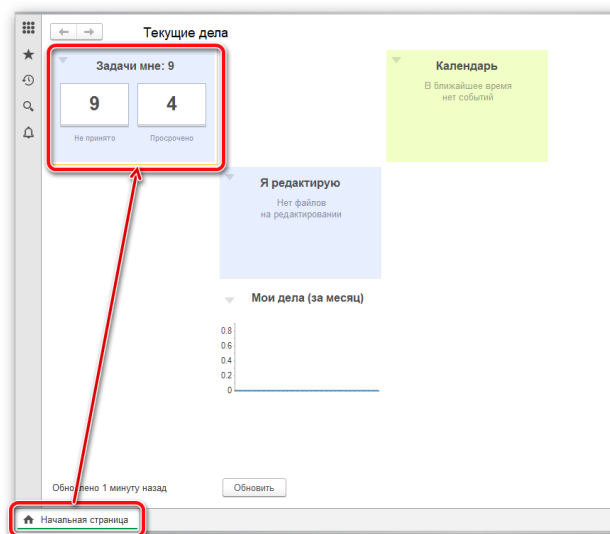 Текущие дела
Задачи мне: 9
9
4
Не принято
Просрочено
Календарь
В ближайшее время
нет событий
Я редактирую
Нет файлов
на редактировании
Мои дела (за месяц)
0.8
0.6
0.4
0.2
0
Обновлено 1 минуту назад
Обновить
Начальная страница